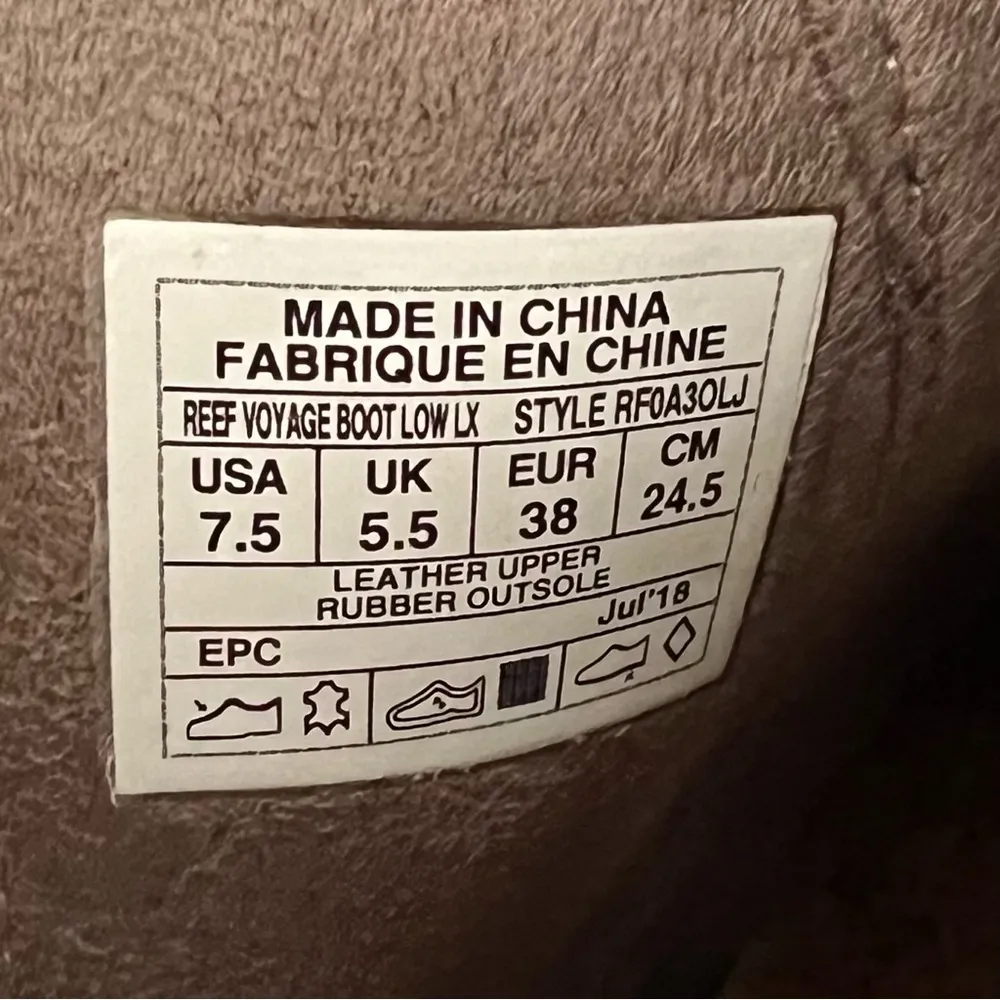 MADE IN CHINA
FABRIQUE EN CHINE
REEF VOYAGE BOOT LOW LX STYLE RF0A3OLJ
USA UK EUR CM
7.5 5.5 38 24.5
LEATHER UPPER
RUBBER OUTSOLE
Jul'18
EPC